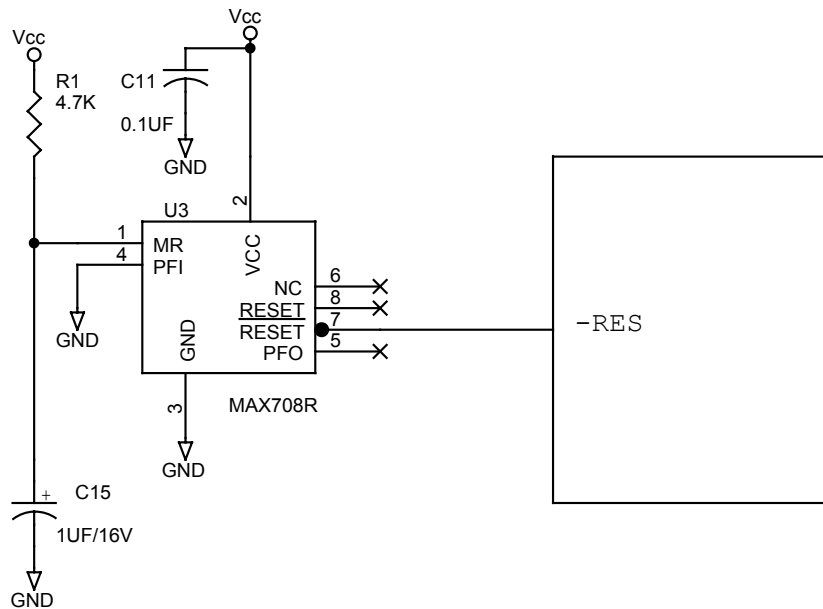 Vcc
Vcc
R1
4.7K
C11
0.1UF
GND
U3
2
1
MR
4
PFI
VCC
NC
6
RESET
8
RESET
7
PFO
5
GND
GND
3
MAX708R
GND
-RES
+
C15
1UF/16V
GND